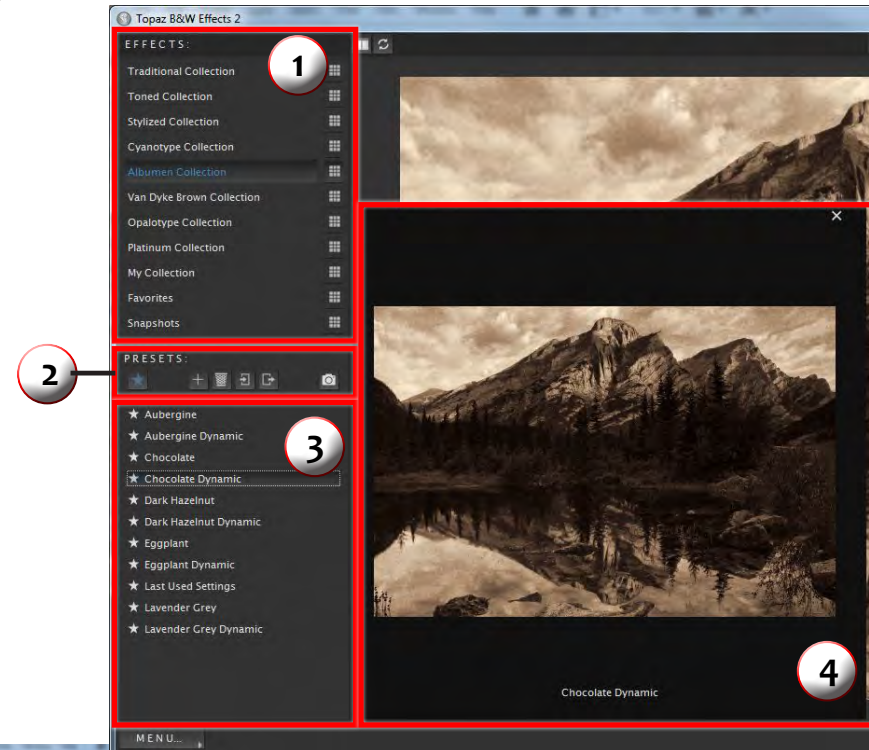 Topaz B&W Effects 2
EFFECTS:
1
Traditional Collection
Toned Collection
Stylized Collection
Cyanotype Collection
Albumen Collection
Van Dyke Brown Collection
Opalotype Collection
Platinum Collection
My Collection
Favorites
Snapshots
2
PRESETS:
3
Aubergine
Aubergine Dynamic
Chocolate
Chocolate Dynamic
Dark Hazelnut
Dark Hazelnut Dynamic
Eggplant
Eggplant Dynamic
Last Used Settings
Lavender Grey
Lavender Grey Dynamic
4
Chocolate Dynamic
MENU...